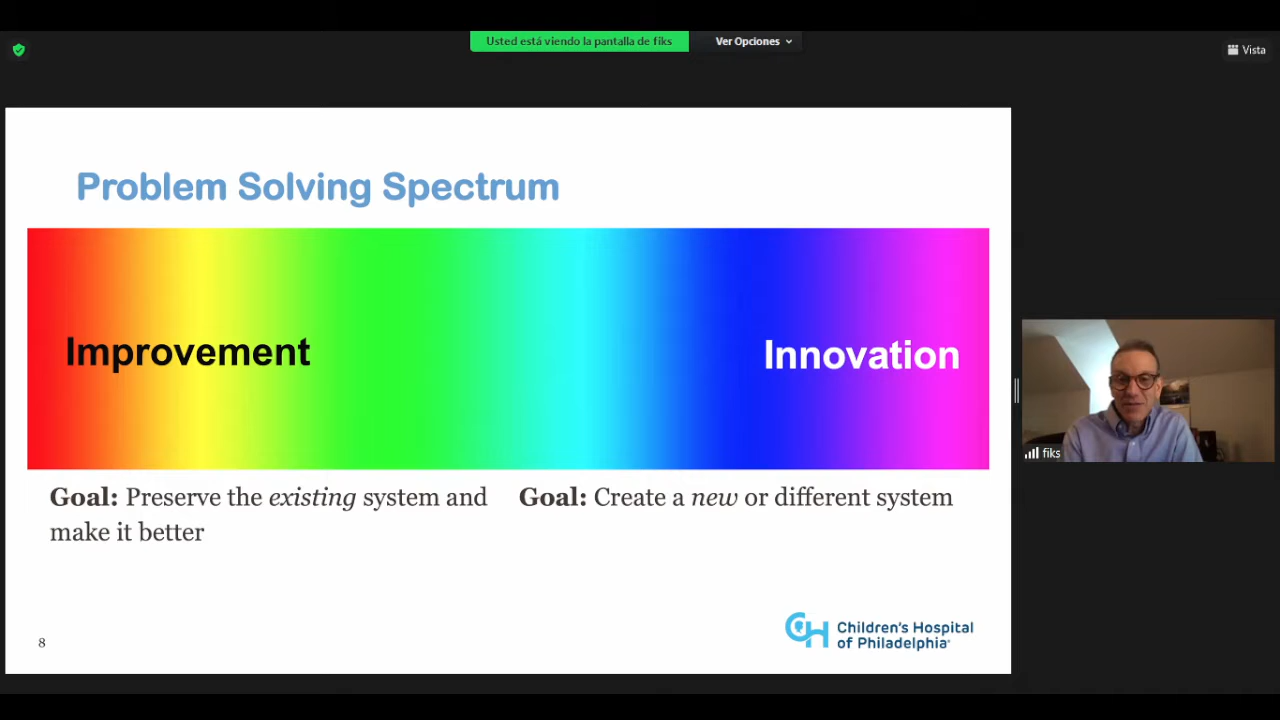 Usted está viendo la pantalla de fiks
Ver Opciones
Vista
Problem Solving Spectrum
Improvement
Innovation
Goal: Preserve the existing system and
make it better
Goal: Create a new or different system
fiks
8
Children's Hospital
of Philadelphia